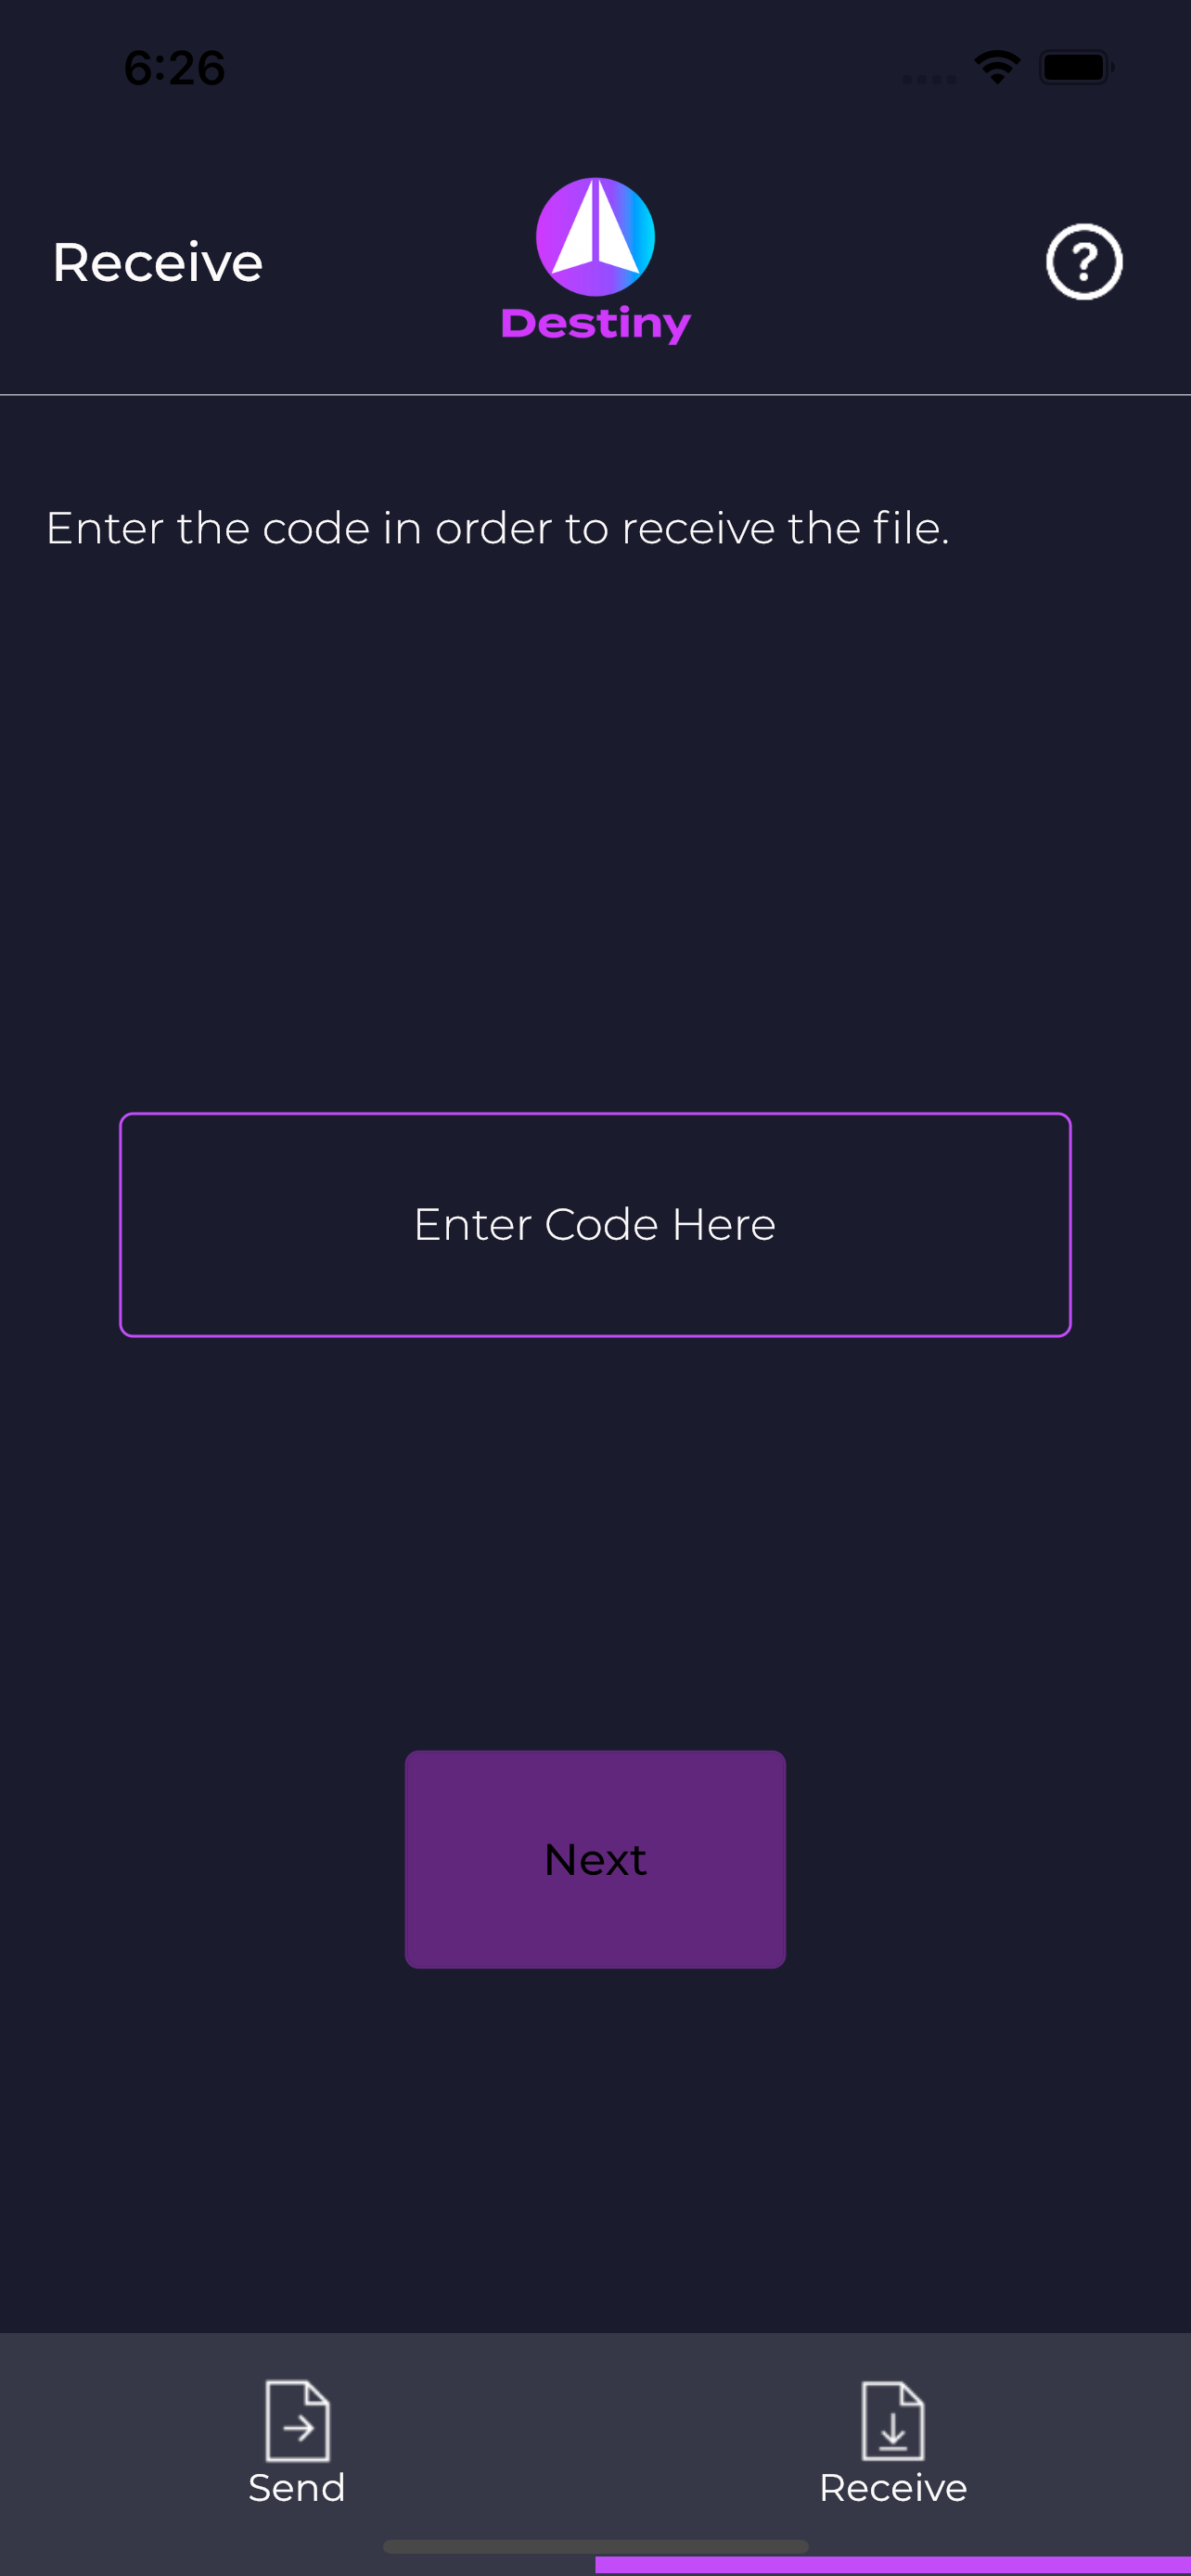 6:26
Receive
Destiny
Enter the code in order to receive the file.
Enter Code Here
Next
Send
Receive